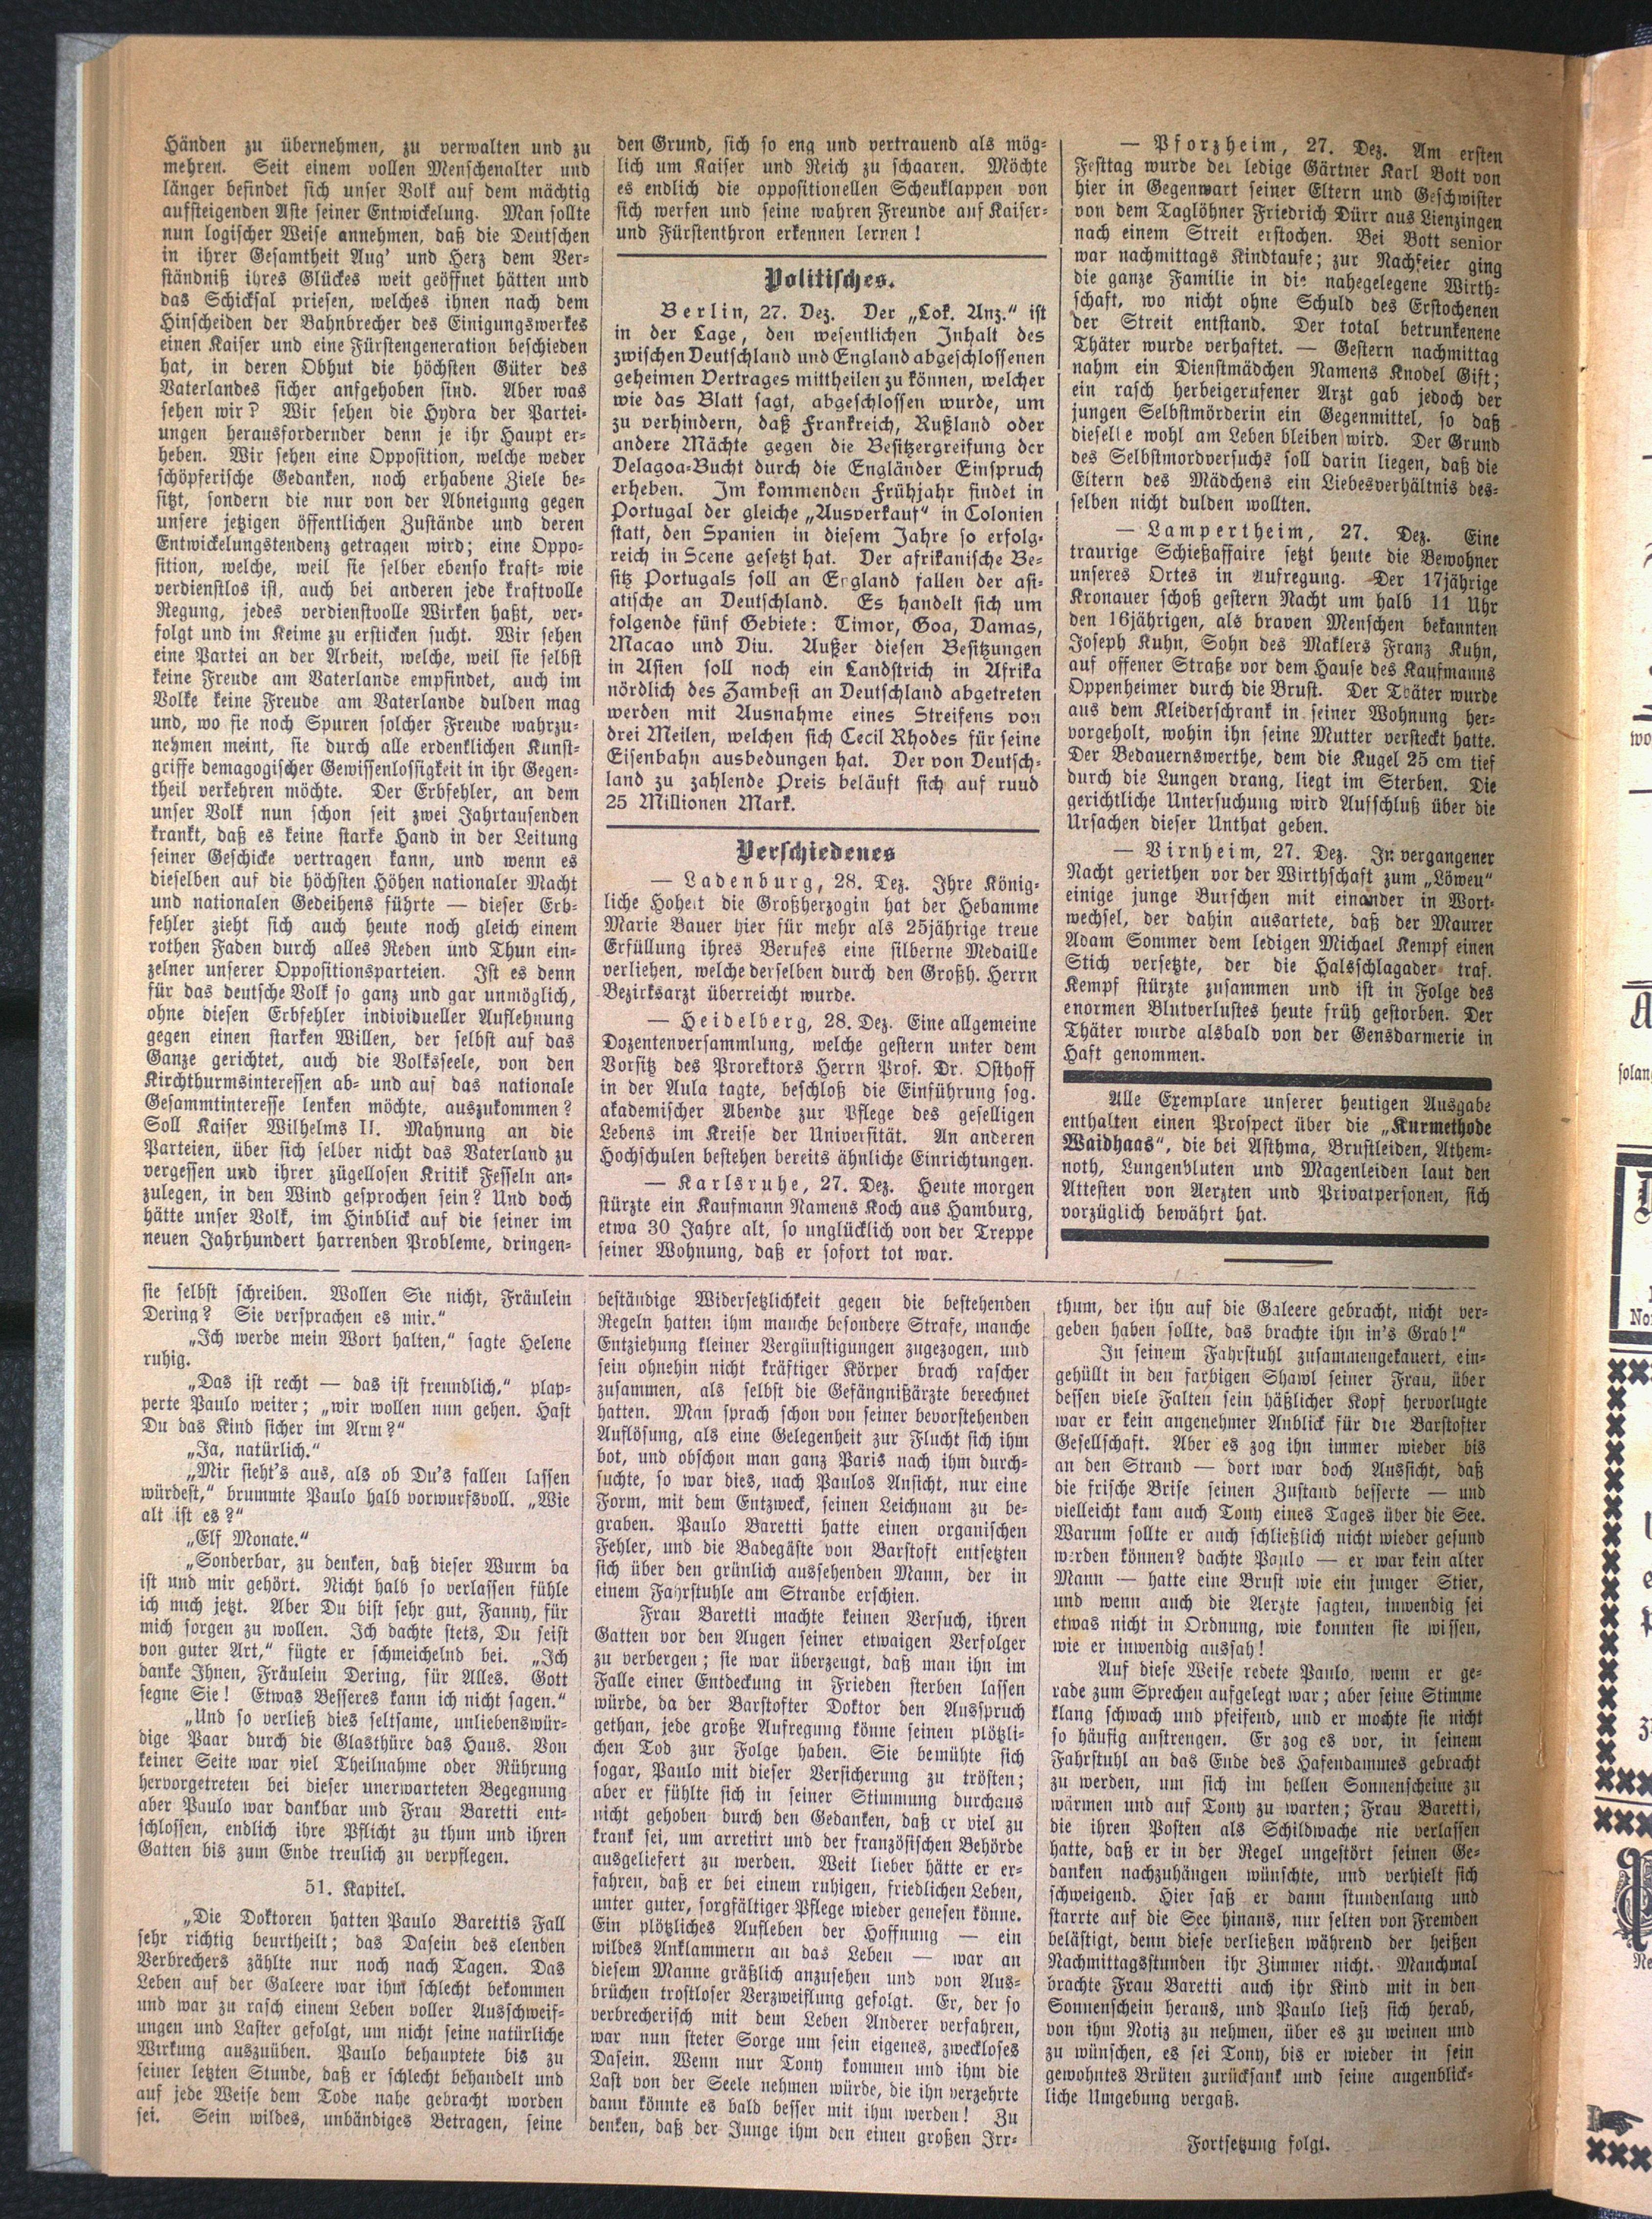 Händen zu übernehmen, zu verwalten und zu
mehren. Seit einem vollen Menschenalter und
länger befindet sich unser Volk auf dem mächtig
aufsteigenden Aste seiner Entwickelung. Man sollte
nun logischer Weise annehmen, daß die Deutschen
in ihrer Gesamtheit Aug' und Herz dem Ver-
ständniß ihres Glückes weit geöffnet hätten und
das Schicksal priesen, welches ihnen nach dem
Hinscheiden der Bahnbrecher des Einigungswerkes
einen Kaiser und eine Fürstengeneration beschieden
hat, in deren Obhut die höchsten Güter des
Vaterlandes sicher aufgehoben sind. Aber was
sehen wir? Wir sehen die Hydra der Partei-
ungen herausfordernder denn je ihr Haupt er-
heben. Wir sehen eine Opposition, welche weder
schöpferische Gedanken, noch erhabene Ziele be-
sitzt, sondern die nur von der Abneigung gegen
unsere jetzigen öffentlichen Zustände und deren
Entwickelungstendenz getragen wird; eine Oppo-
sition, welche, weil sie selber ebenso kraft- wie
verdienstlos ist, auch bei anderen jede kraftvolle
Regung, jedes verdienstvolle Wirken haßt, ver-
folgt und im Keime zu ersticken sucht. Wir sehen
eine Partei an der Arbeit, welche, weil sie selbst
keine Freude am Vaterlande empfindet, auch im
Volke keine Freude am Vaterlande dulden mag
und, wo sie noch Spuren solcher Freude wahrzu-
nehmen meint, sie durch alle erdenklichen Kunst-
griffe demagogischer Gewissenlossigkeit in ihr Gegen-
theil verkehren möchte. Der Erbfehler, an dem
unser Volk nun schon seit zwei Jahrtausenden
krankt, daß es keine starke Hand in der Leitung
seiner Geschicke vertragen kann, und wenn es
dieselben auf die höchsten Höhen nationaler Macht
und nationalen Gedeihens führte — dieser Erb-
fehler zieht sich auch heute noch gleich einem
rothen Faden durch alles Reden und Thun ein-
zelner unserer Oppositionsparteien. Ist es denn
für das deutsche Volk so ganz und gar unmöglich,
ohne diesen Erbfehler individueller Auflehnung
gegen einen starken Willen, der selbst auf das
Ganze gerichtet, auch die Volksseele, von den
Kirchthurmsinteressen ab- und auf das nationale
Gesammtinteresse lenken möchte, auszukommen?
Soll Kaiser Wilhelms II. Mahnung an die
Parteien, über sich selber nicht das Vaterland zu
vergessen und ihrer zügellosen Kritik Fesseln an-
zulegen, in den Wind gesprochen sein? Und doch
hätte unser Volk, im Hinblick auf die seiner im
neuen Jahrhundert harrenden Probleme, dringen-
den Grund, sich so eng und vertrauend als mög-
lich um Kaiser und Reich zu schaaren. Möchte
es endlich die oppositionellen Scheuklappen von
sich werfen und seine wahren Freunde auf Kaiser-
und Fürstenthron erkennen lernen!
Politisches.
Berlin, 27. Dez. Der „Lok. Anz.“ ist
in der Lage, den wesentlichen Inhalt des
zwischen Deutschland und England abgeschlossenen
geheimen Vertrages mittheilen zu können, welcher
wie das Blatt sagt, abgeschlossen wurde, um
zu verhindern, daß Frankreich, Rußland oder
andere Mächte gegen die Besitzergreifung der
Delagoa-Bucht durch die Engländer Einspruch
erheben. Im kommenden Frühjahr findet in
Portugal der gleiche „Ausverkauf“ in Colonien
statt, den Spanien in diesem Jahre so erfolg-
reich in Scene gesetzt hat. Der afrikanische Be-
sitz Portugals soll an England fallen der asi-
atische an Deutschland. Es handelt sich um
folgende fünf Gebiete: Timor, Goa, Damas,
Macao und Diu. Außer diesen Besitzungen
in Asien soll noch ein Landstrich in Afrika
nördlich des Zambesi an Deutschland abgetreten
werden mit Ausnahme eines Streifens von
drei Meilen, welchen sich Cecil Rhodes für seine
Eisenbahn ausbedungen hat. Der von Deutsch-
land zu zahlende Preis beläuft sich auf rund
25 Millionen Mark.
Verschiedenes
— Ladenburg, 28. Dez. Ihre König-
liche Hoheit die Großherzogin hat der Hebamme
Marie Bauer hier für mehr als 25jährige treue
Erfüllung ihres Berufes eine silberne Medaille
verliehen, welche derselben durch den Großh. Herrn
Bezirksarzt überreicht wurde.
— Heidelberg, 28. Dez. Eine allgemeine
Dozentenversammlung, welche gestern unter dem
Vorsitz des Prorektors Herrn Prof. Dr. Osthoff
in der Aula tagte, beschloß die Einführung sog.
akademischer Abende zur Pflege des geselligen
Lebens im Kreise der Universität. An anderen
Hochschulen bestehen bereits ähnliche Einrichtungen.
— Karlsruhe, 27. Dez. Heute morgen
stürzte ein Kaufmann Namens Koch aus Hamburg,
etwa 30 Jahre alt, so unglücklich von der Treppe
seiner Wohnung, daß er sofort tot war.
— Pforzheim, 27. Dez. Am ersten
Festtag wurde der ledige Gärtner Karl Bott von
hier in Gegenwart seiner Eltern und Geschwister
von dem Taglöhner Friedrich Dürr aus Lienzingen
nach einem Streit erstochen. Bei Bott senior
war nachmittags Kindtaufe; zur Nachfeier ging
die ganze Familie in die nahegelegene Wirth-
schaft, wo nicht ohne Schuld des Erstochenen
der Streit entstand. Der total betrunkenene
Thäter wurde verhaftet. — Gestern nachmittag
nahm ein Dienstmädchen Namens Knodel Gift;
ein rasch herbeigerufener Arzt gab jedoch der
jungen Selbstmörderin ein Gegenmittel, so daß
dieselle wohl am Leben bleiben wird. Der Grund
des Selbstmordversuchs soll darin liegen, daß die
Eltern des Mädchens ein Liebesverhältnis des-
selben nicht dulden wollten.
— Lampertheim, 27. Dez. Eine
traurige Schießaffaire setzt heute die Bewohner
unseres Ortes in Aufregung. Der 17jährige
Kronauer schoß gestern Nacht um halb 11 Uhr
den 16jährigen, als braven Menschen bekannten
Joseph Kuhn, Sohn des Maklers Franz Kuhn,
auf offener Straße vor dem Hause des Kaufmanns
Oppenheimer durch die Brust. Der Thäter wurde
aus dem Kleiderschrank in seiner Wohnung her-
vorgeholt, wohin ihn seine Mutter versteckt hatte.
Der Bedauernswerthe, dem die Kugel 25 cm tief
durch die Lungen drang, liegt im Sterben. Die
gerichtliche Untersuchung wird Aufschluß über die
Ursachen dieser Unthat geben.
— Virnheim, 27. Dez. In vergangener
Nacht geriethen vor der Wirthschaft zum „Löwen“
einige junge Burschen mit einander in Wort-
wechsel, der dahin ausartete, daß der Maurer
Adam Sommer dem ledigen Michael Kempf einen
Stich versetzte, der die Halsschlagader traf.
Kempf stürzte zusammen und ist in Folge des
enormen Blutverlustes heute früh gestorben. Der
Thäter wurde alsbald von der Gensdarmerie in
Haft genommen.
Alle Exemplare unserer heutigen Ausgabe
enthalten einen Prospect über die „Kurmethode
Waidhaas“, die bei Asthma, Brustleiden, Athem-
noth, Lungenbluten und Magenleiden laut den
Attesten von Aerzten und Privatpersonen, sich
vorzüglich bewährt hat.
sie selbst schreiben. Wollen Sie nicht, Fräulein
Dering? Sie versprachen es mir.“
„Ich werde mein Wort halten,“ sagte Helene
ruhig.
„Das ist recht — das ist freundlich,“ plap-
perte Paulo weiter; „wir wollen nun gehen. Hast
Du das Kind sicher im Arm?“
„Ja, natürlich.“
„Mir sieht's aus, als ob Du's fallen lassen
würdest,“ brummte Paulo halb vorwurfsvoll. „Wie
alt ist es?“
„Elf Monate.“
„Sonderbar, zu denken, daß dieser Wurm da
ist und mir gehört. Nicht halb so verlassen fühle
ich mich jetzt. Aber Du bist sehr gut, Fanny, für
mich sorgen zu wollen. Ich dachte stets, Du seist
von guter Art,“ fügte er schmeichelnd bei. „Ich
danke Ihnen, Fräulein Dering, für Alles. Gott
segne Sie! Etwas Besseres kann ich nicht sagen.“
„Und so verließ dies seltsame, unliebenswür-
dige Paar durch die Glasthüre das Haus. Von
keiner Seite war viel Theilnahme oder Rührung
hervorgetreten bei dieser unerwarteten Begegnung
aber Paulo war dankbar und Frau Baretti ent-
schlossen, endlich ihre Pflicht zu thun und ihren
Gatten bis zum Ende treulich zu verpflegen.
51. Kapitel.
„Die Doktoren hatten Paulo Barettis Fall
sehr richtig beurtheilt; das Dasein des elenden
Verbrechers zählte nur noch nach Tagen. Das
Leben auf der Galeere war ihm schlecht bekommen
und war zu rasch einem Leben voller Ausschweif-
ungen und Laster gefolgt, um nicht seine natürliche
Wirkung auszuüben. Paulo behauptete bis zu
seiner letzten Stunde, daß er schlecht behandelt und
auf jede Weise dem Tode nahe gebracht worden
sei. Sein wildes, unbändiges Betragen, seine
beständige Widersetzlichkeit gegen die bestehenden
Regeln hatten ihm manche besondere Strafe, manche
Entziehung kleiner Vergünstigungen zugezogen, und
sein ohnehin nicht kräftiger Körper brach rascher
zusammen, als selbst die Gefängnißärzte berechnet
hatten. Man sprach schon von seiner bevorstehenden
Auflösung, als eine Gelegenheit zur Flucht sich ihm
bot, und obschon man ganz Paris nach ihm durch-
suchte, so war dies, nach Paulos Ansicht, nur eine
Form, mit dem Entzweck, seinen Leichnam zu be-
graben. Paulo Baretti hatte einen organischen
Fehler, und die Badegäste von Barstoft entsetzten
sich über den grünlich aussehenden Mann, der in
einem Fahrstuhle am Strande erschien.
Frau Baretti machte keinen Versuch, ihren
Gatten vor den Augen seiner etwaigen Verfolger
zu verbergen; sie war überzeugt, daß man ihn im
Falle einer Entdeckung in Frieden sterben lassen
würde, da der Barstofter Doktor den Ausspruch
gethan, jede große Aufregung könne seinen plötzli-
chen Tod zur Folge haben. Sie bemühte sich
sogar, Paulo mit dieser Versicherung zu trösten;
aber er fühlte sich in seiner Stimmung durchaus
nicht gehoben durch den Gedanken, daß er viel zu
krank sei, um arretirt und der französischen Behörde
ausgeliefert zu werden. Weit lieber hätte er er-
fahren, daß er bei einem ruhigen, friedlichen Leben,
unter guter, sorgfältiger Pflege wieder genesen könne.
Ein plötzliches Aufleben der Hoffnung — ein
wildes Anklammern an das Leben — war an
diesem Manne gräßlich anzusehen und von Aus-
brüchen trostloser Verzweiflung gefolgt. Er, der so
verbrecherisch mit dem Leben Anderer verfahren,
war nun steter Sorge um sein eigenes, zweckloses
Dasein. Wenn nur Tony kommen und ihm die
Last von der Seele nehmen würde, die ihn verzehrte
dann könnte es bald besser mit ihm werden! Zu
denken, daß der Junge ihm den einen großen Irr-
thum, der ihn auf die Galeere gebracht, nicht ver-
geben haben sollte, das brachte ihn in's Grab!“
In seinem Fahrstuhl zusammengekauert, ein-
gehüllt in den farbigen Shawl seiner Frau, über
dessen viele Falten sein häßlicher Kopf hervorlugte
war er kein angenehmer Anblick für die Barstofter
Gesellschaft. Aber es zog ihn immer wieder bis
an den Strand — dort war doch Aussicht, daß
die frische Brise seinen Zustand besserte — und
vielleicht kam auch Tony eines Tages über die See.
Warum sollte er auch schließlich nicht wieder gesund
werden können? dachte Paulo — er war kein alter
Mann — hatte eine Brust wie ein junger Stier,
und wenn auch die Aerzte sagten, inwendig sei
etwas nicht in Ordnung, wie konnten sie wissen,
wie er inwendig aussah!
Auf diese Weise redete Paulo, wenn er ge-
rade zum Sprechen aufgelegt war; aber seine Stimme
klang schwach und pfeifend, und er mochte sie nicht
so häufig anstrengen. Er zog es vor, in seinem
Fahrstuhl an das Ende des Hafendammes gebracht
zu werden, um sich im hellen Sonnenscheine zu
wärmen und auf Tony zu warten; Frau Baretti,
die ihren Posten als Schildwache nie verlassen
hatte, daß er in der Regel ungestört seinen Ge-
danken nachzuhängen wünschte, und verhielt sich
schweigend. Hier saß er dann stundenlang und
starrte auf die See hinaus, nur selten von Fremden
belästigt, denn diese verließen während der heißen
Nachmittagsstunden ihr Zimmer nicht. Manchmal
brachte Frau Baretti auch ihr Kind mit in den
Sonnenschein heraus, und Paulo ließ sich herab,
von ihm Notiz zu nehmen, über es zu weinen und
zu wünschen, es sei Tony, bis er wieder in sein
gewohntes Brüten zurücksank und seine augenblick-
liche Umgebung vergaß.
Fortsetzung folgt.